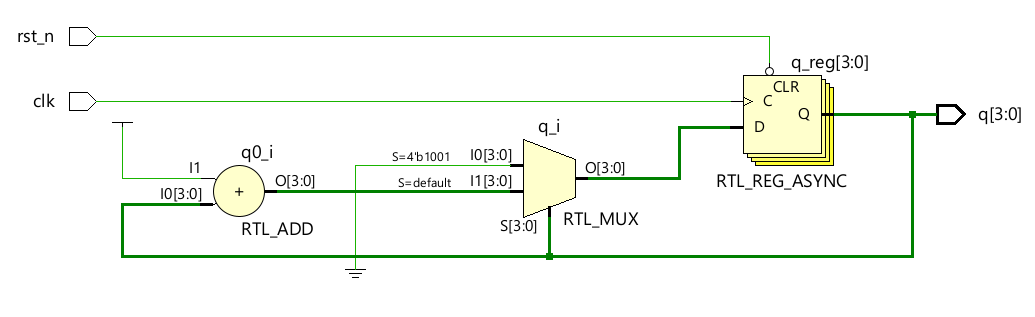 rst_n
q_reg[3:0]
CLR
clk
C
q_i
Q
q[3:0]
D
q0_i
S=4'b1001
I0[3:0]
I1
O[3:0]
+
O[3:0]
S=default
I1[3:0]
RTL_REG_ASYNC
I0[3:0]
RTL_ADD
S[3:0]
RTL_MUX